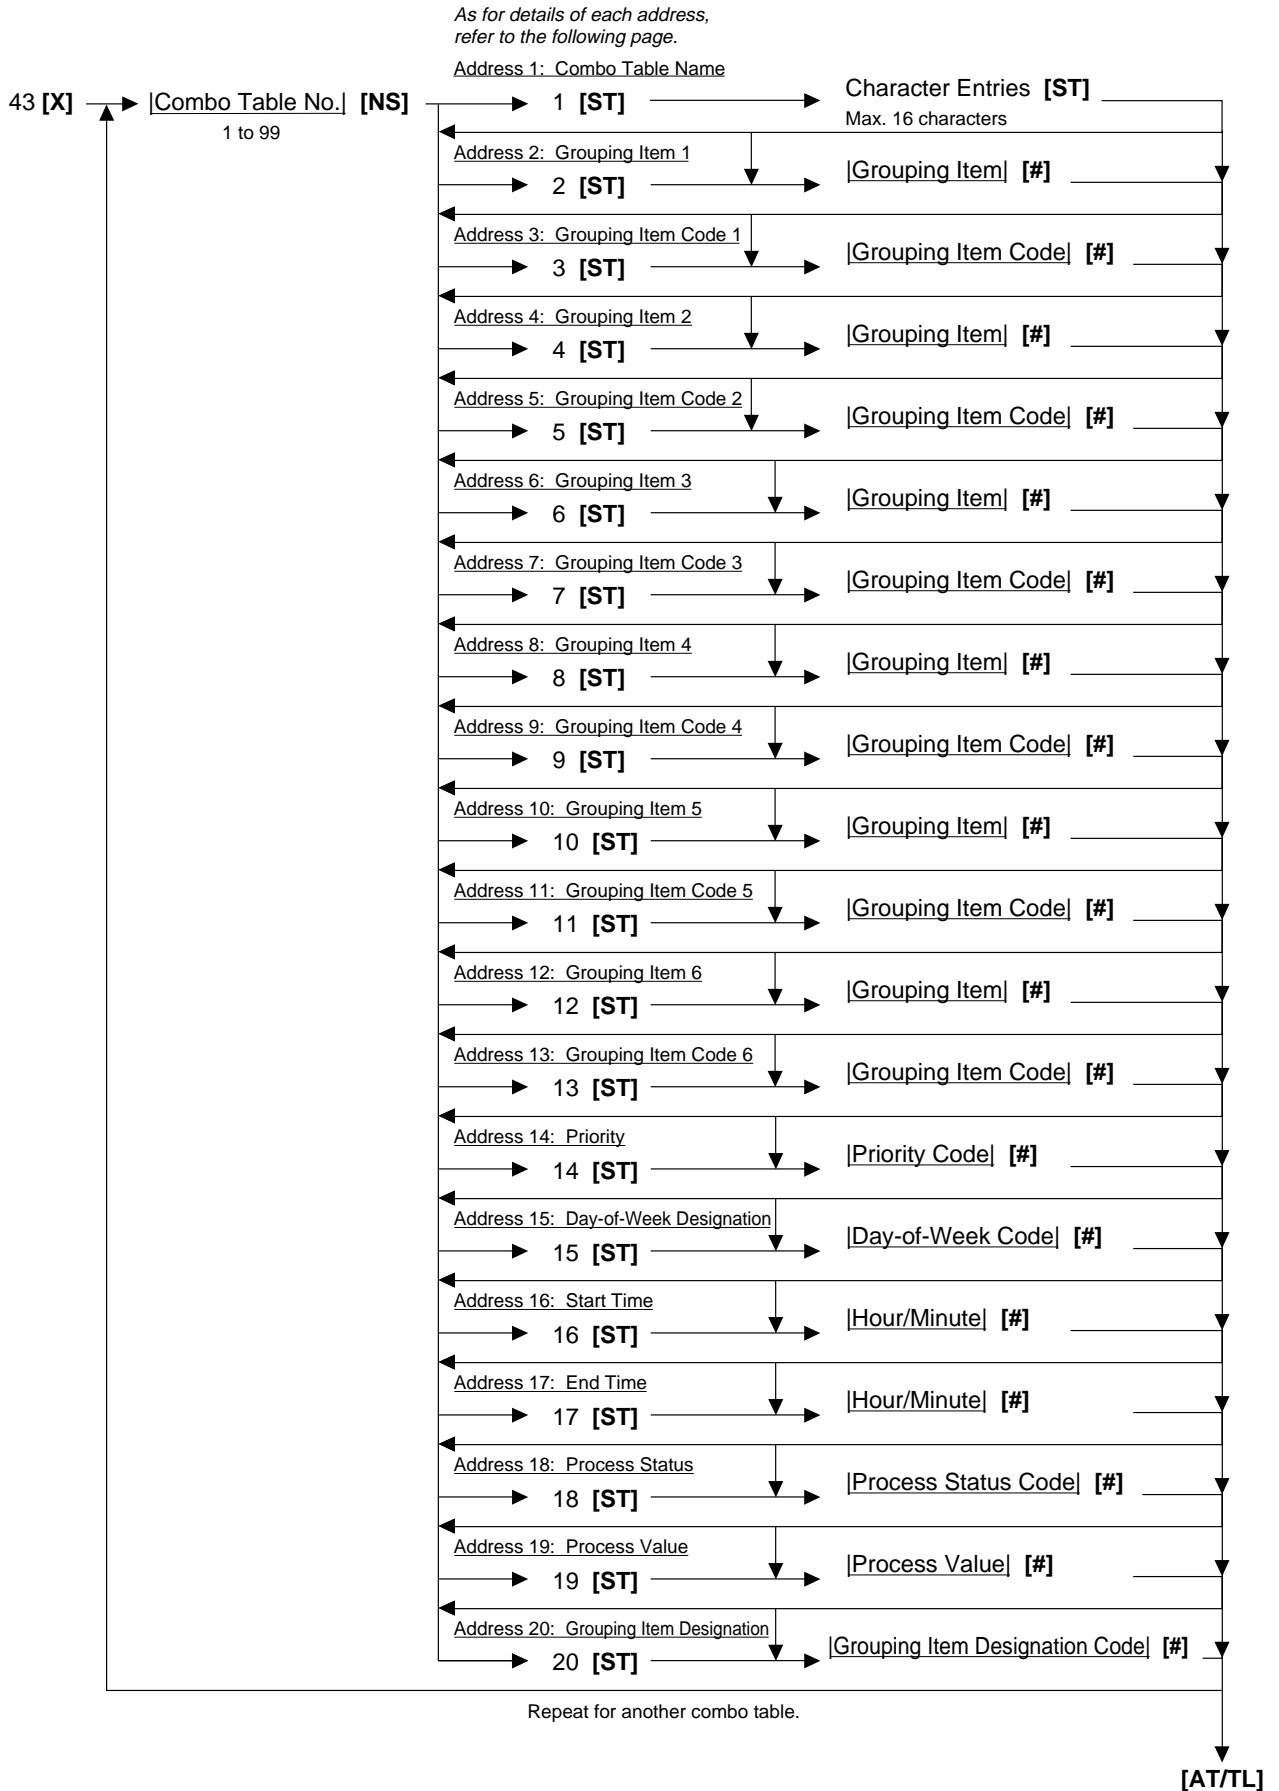 As for details of each address,
refer to the following page.
Address 1: Combo Table Name
43 [X] |Combo Table No.| [NS] 1 [ST] Character Entries [ST]
1 to 99 Max. 16 characters
Address 2: Grouping Item 1
2 [ST] |Grouping Item| [#]
Address 3: Grouping Item Code 1
3 [ST] |Grouping Item Code| [#]
Address 4: Grouping Item 2
4 [ST] |Grouping Item| [#]
Address 5: Grouping Item Code 2
5 [ST] |Grouping Item Code| [#]
Address 6: Grouping Item 3
6 [ST] |Grouping Item| [#]
Address 7: Grouping Item Code 3
7 [ST] |Grouping Item Code| [#]
Address 8: Grouping Item 4
8 [ST] |Grouping Item| [#]
Address 9: Grouping Item Code 4
9 [ST] |Grouping Item Code| [#]
Address 10: Grouping Item 5
10 [ST] |Grouping Item| [#]
Address 11: Grouping Item Code 5
11 [ST] |Grouping Item Code| [#]
Address 12: Grouping Item 6
12 [ST] |Grouping Item| [#]
Address 13: Grouping Item Code 6
13 [ST] |Grouping Item Code| [#]
Address 14: Priority
14 [ST] |Priority Code| [#]
Address 15: Day-of-Week Designation
15 [ST] |Day-of-Week Code| [#]
Address 16: Start Time
16 [ST] |Hour/Minute| [#]
Address 17: End Time
17 [ST] |Hour/Minute| [#]
Address 18: Process Status
18 [ST] |Process Status Code| [#]
Address 19: Process Value
19 [ST] |Process Value| [#]
Address 20: Grouping Item Designation
20 [ST] |Grouping Item Designation Code| [#]
Repeat for another combo table.
[AT/TL]